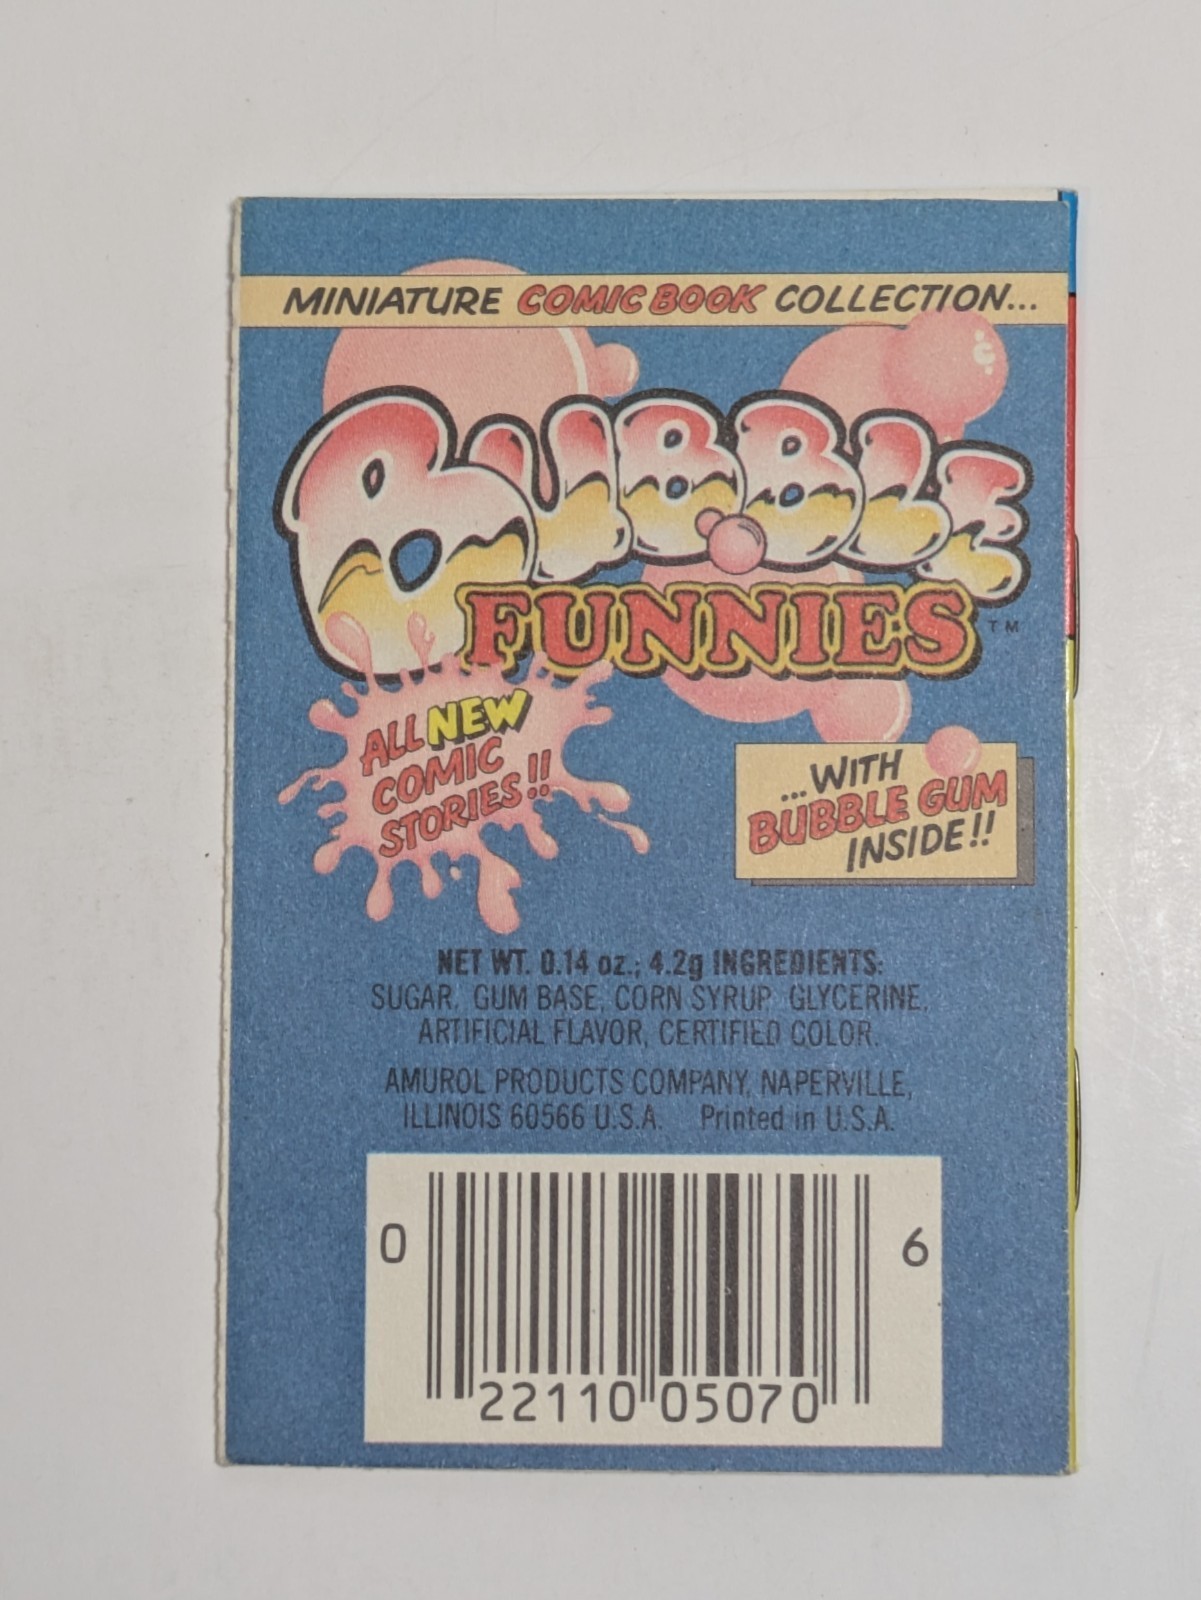 MINIATURE COMIC BOOK COLLECTION...
BUBBLE
FUNNIES TM
ALL NEW
COMIC
STORIES!!
...WITH
BUBBLE GUM
INSIDE!!
NET WT. 0.14 oz.; 4.2g INGREDIENTS:
SUGAR, GUM BASE, CORN SYRUP, GLYCERINE,
ARTIFICIAL FLAVOR, CERTIFIED COLOR.
AMUROL PRODUCTS COMPANY, NAPERVILLE,
ILLINOIS 60566 U.S.A. Printed in U.S.A.
0 22110 05070 6